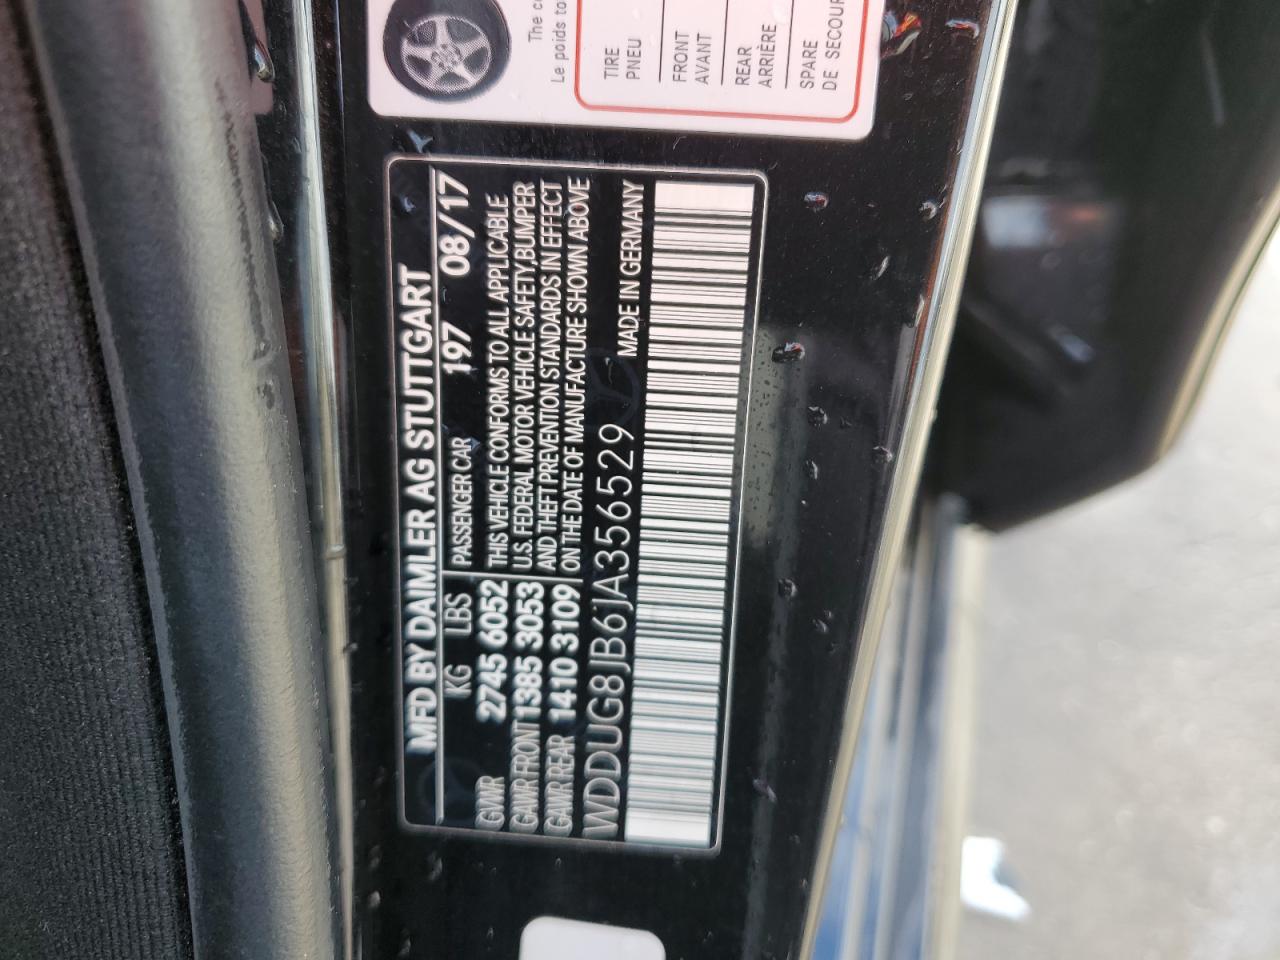 MFD BY DAIMLER AG STUTTGART
KG LBS PASSENGER CAR 197 08/17
GVWR 2745 6052
GAWR FRONT 1385 3053
GAWR REAR 1410 3109
THIS VEHICLE CONFORMS TO ALL APPLICABLE
U.S. FEDERAL MOTOR VEHICLE SAFETY,BUMPER
AND THEFT PREVENTION STANDARDS IN EFFECT
ON THE DATE OF MANUFACTURE SHOWN ABOVE
WDDUG8JB6JA356529 MADE IN GERMANY
The
Le poids to
TIRE
PNEU
FRONT
AVANT
REAR
ARRIÈRE
SPARE
DE SECOUR